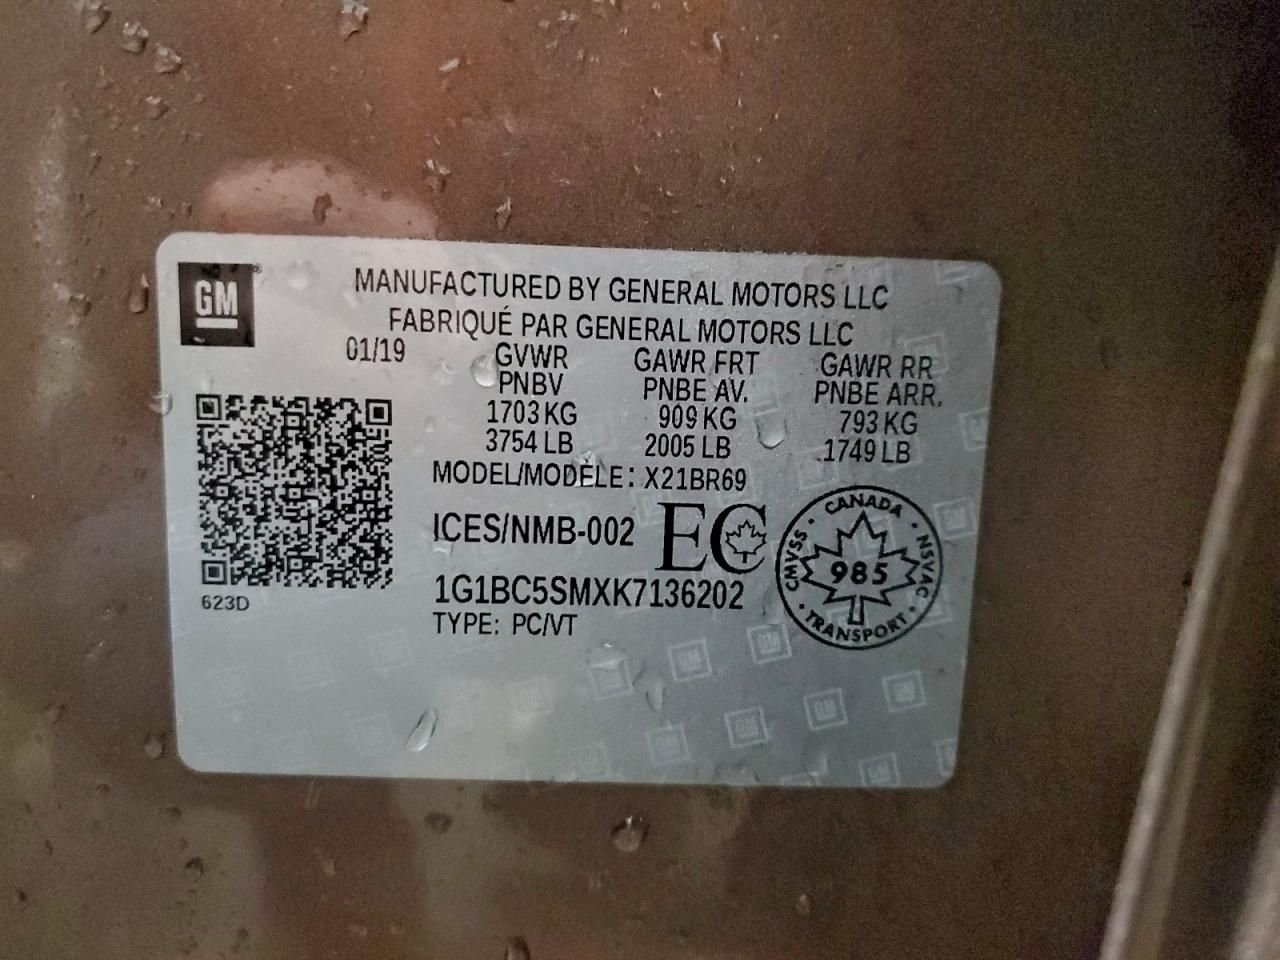 GM
MANUFACTURED BY GENERAL MOTORS LLC
FABRIQUÉ PAR GENERAL MOTORS LLC
01/19 GVWR GAWR FRT GAWR RR
PNBV PNBE AV. PNBE ARR.
1703 KG 909 KG 793 KG
3754 LB 2005 LB 1749 LB
MODEL/MODÈLE: X21BR69
ICES/NMB-002 EC
1G1BC5SMXK7136202
TYPE: PC/VT
623D
CANADA
CMVSS 985 NSVAC
TRANSPORT